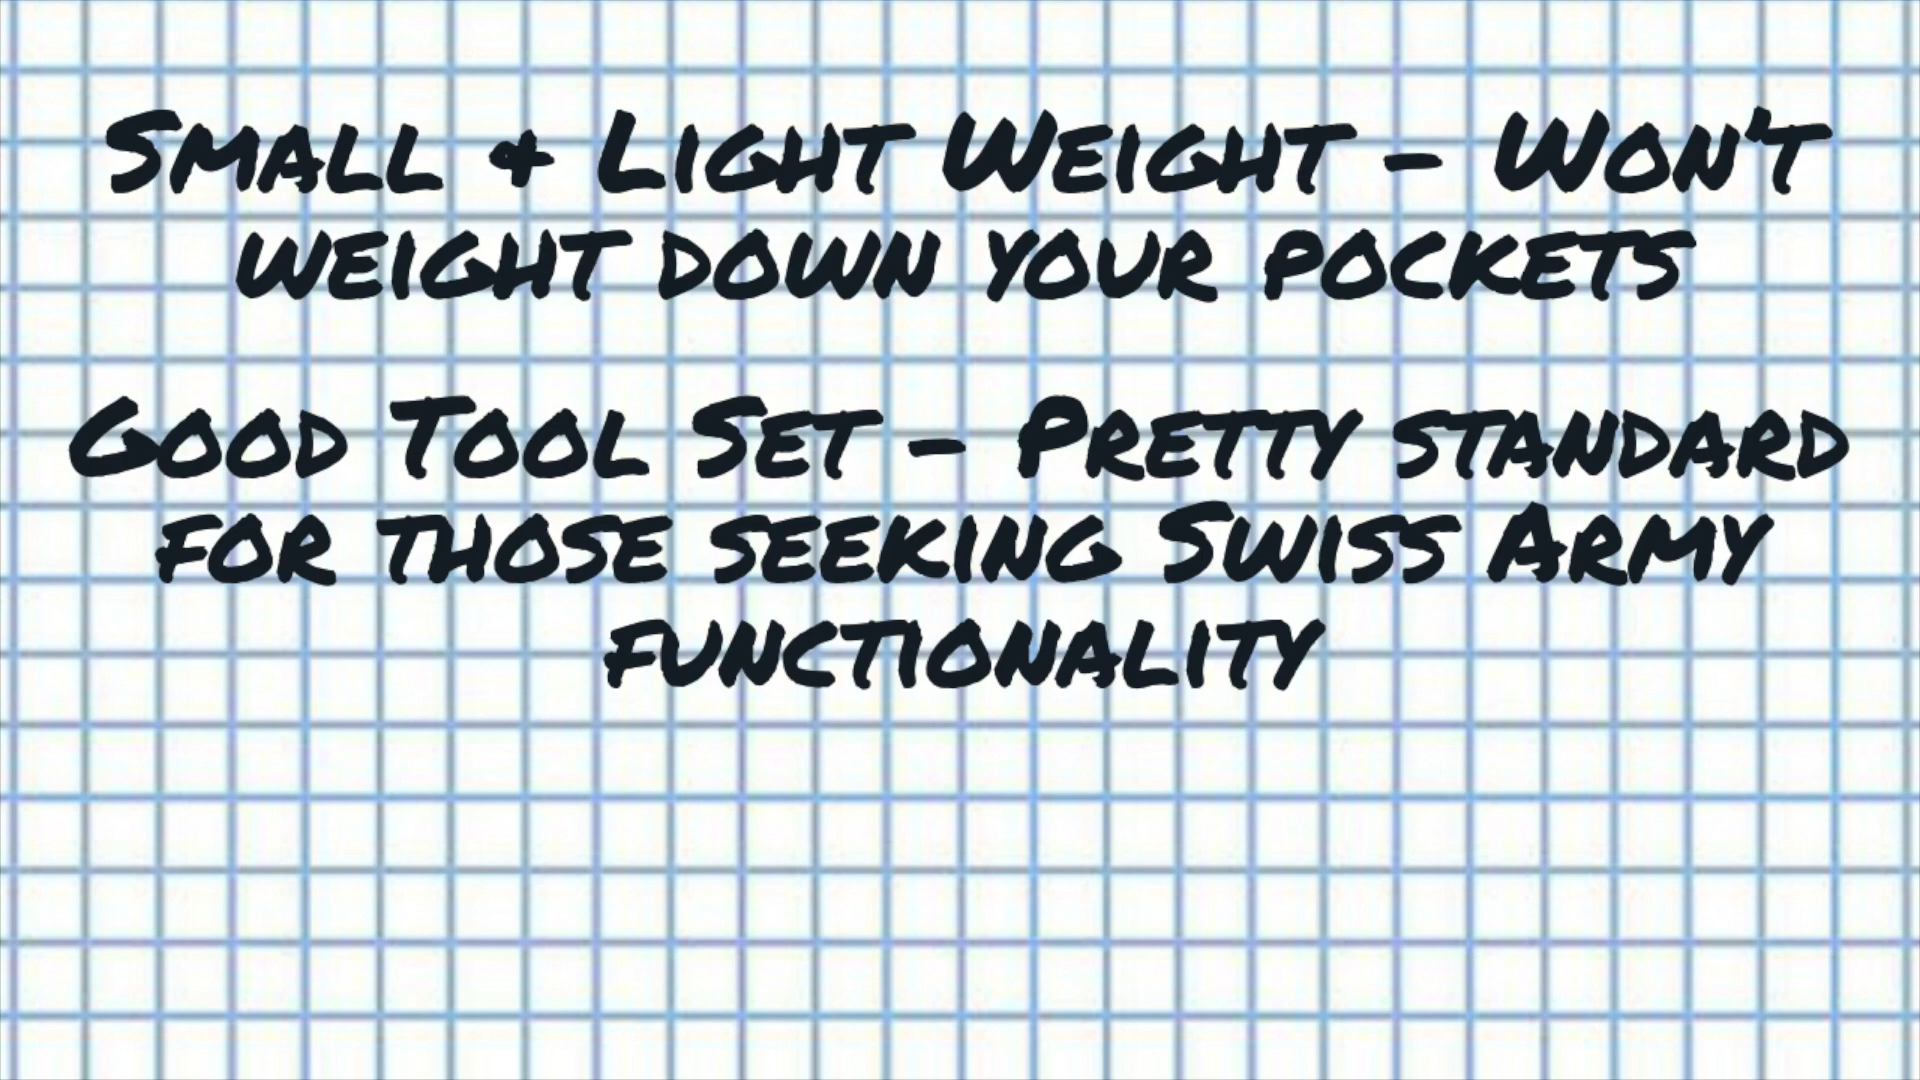 Small & Light Weight - Won't
weight down your pockets
Good Tool Set - Pretty standard
for those seeking Swiss Army
functionality